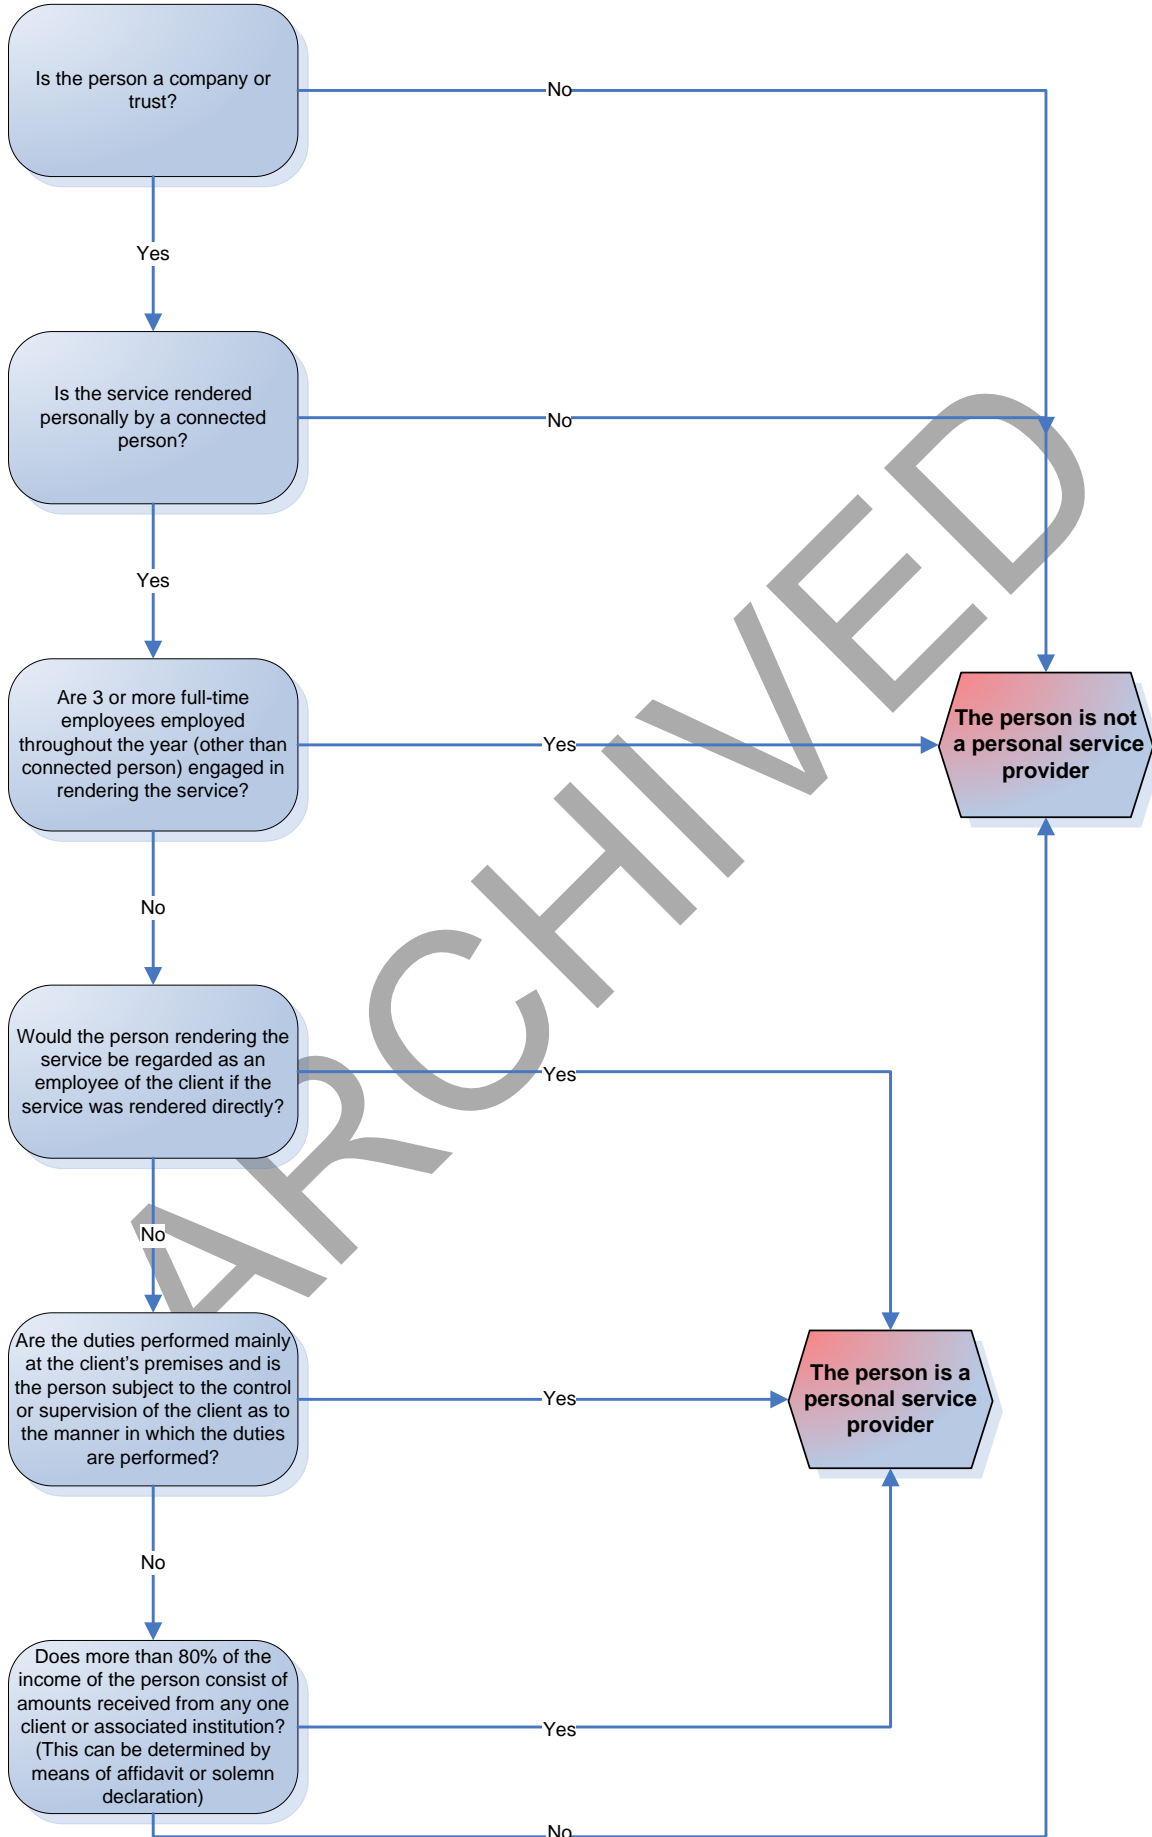 Is the person a company or
trust?
No
Yes
Is the service rendered
personally by a connected
person?
No
Yes
Are 3 or more full-time
employees employed
throughout the year (other than
connected person) engaged in
rendering the service?
Yes
The person is not
a personal service
provider
No
Would the person rendering the
service be regarded as an
employee of the client if the
service was rendered directly?
Yes
No
Are the duties performed mainly
at the client's premises and is
the person subject to the control
or supervision of the client as to
the manner in which the duties
are performed?
Yes
The person is a
personal service
provider
No
Does more than 80% of the
income of the person consist of
amounts received from any one
client or associated institution?
(This can be determined by
means of affidavit or solemn
declaration)
Yes
No
ARCHIVED